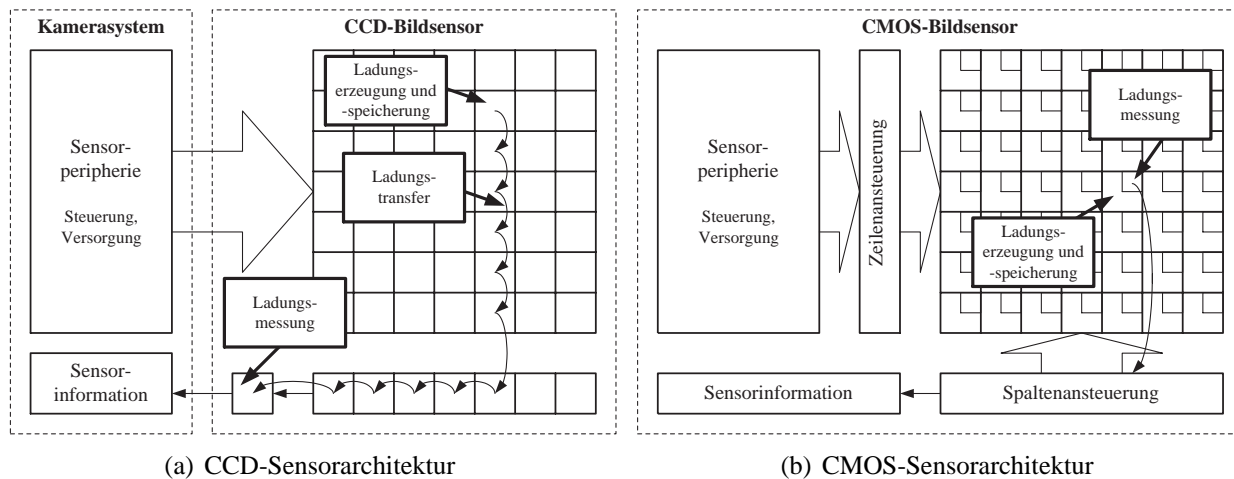 Kamerasystem
CCD-Bildsensor
Sensor-
peripherie
Steuerung,
Versorgung
Ladungs-
erzeugung und
-speicherung
Ladungs-
transfer
Ladungs-
messung
Sensor-
information
(a) CCD-Sensorarchitektur
CMOS-Bildsensor
Sensor-
peripherie
Steuerung,
Versorgung
Zeilenansteuerung
Ladungs-
messung
Ladungs-
erzeugung und
-speicherung
Sensorinformation
Spaltenansteuerung
(b) CMOS-Sensorarchitektur